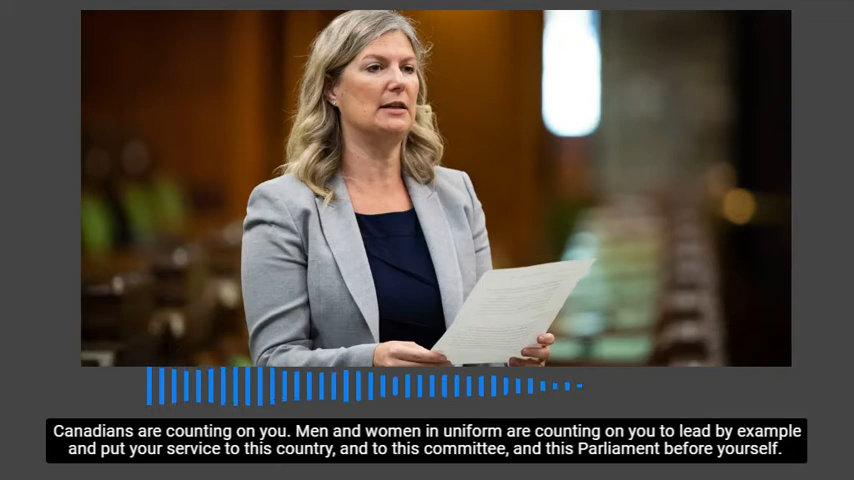 Canadians are counting on you. Men and women in uniform are counting on you to lead by example
and put your service to this country, and to this committee, and this Parliament before yourself.